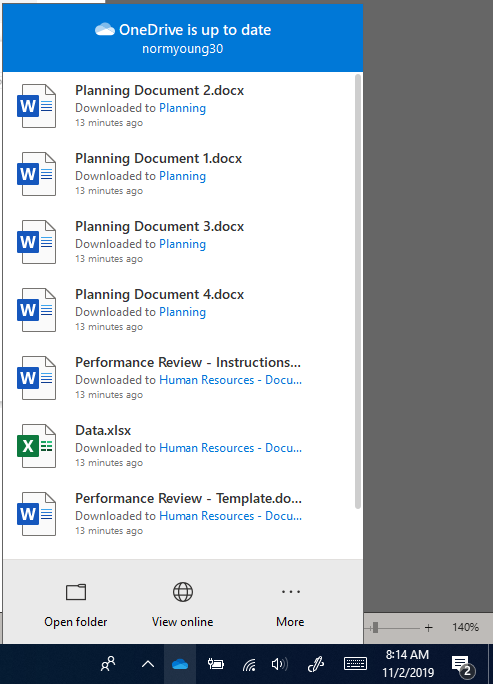 OneDrive is up to date
normyoung30
Planning Document 2.docx
Downloaded to Planning
13 minutes ago
Planning Document 1.docx
Downloaded to Planning
13 minutes ago
Planning Document 3.docx
Downloaded to Planning
13 minutes ago
Planning Document 4.docx
Downloaded to Planning
13 minutes ago
Performance Review - Instructions...
Downloaded to Human Resources - Docu...
13 minutes ago
Data.xlsx
Downloaded to Human Resources - Docu...
13 minutes ago
Performance Review - Template.do...
Downloaded to Human Resources - Docu...
13 minutes ago
Open folder
View online
More
140%
8:14 AM
11/2/2019
2